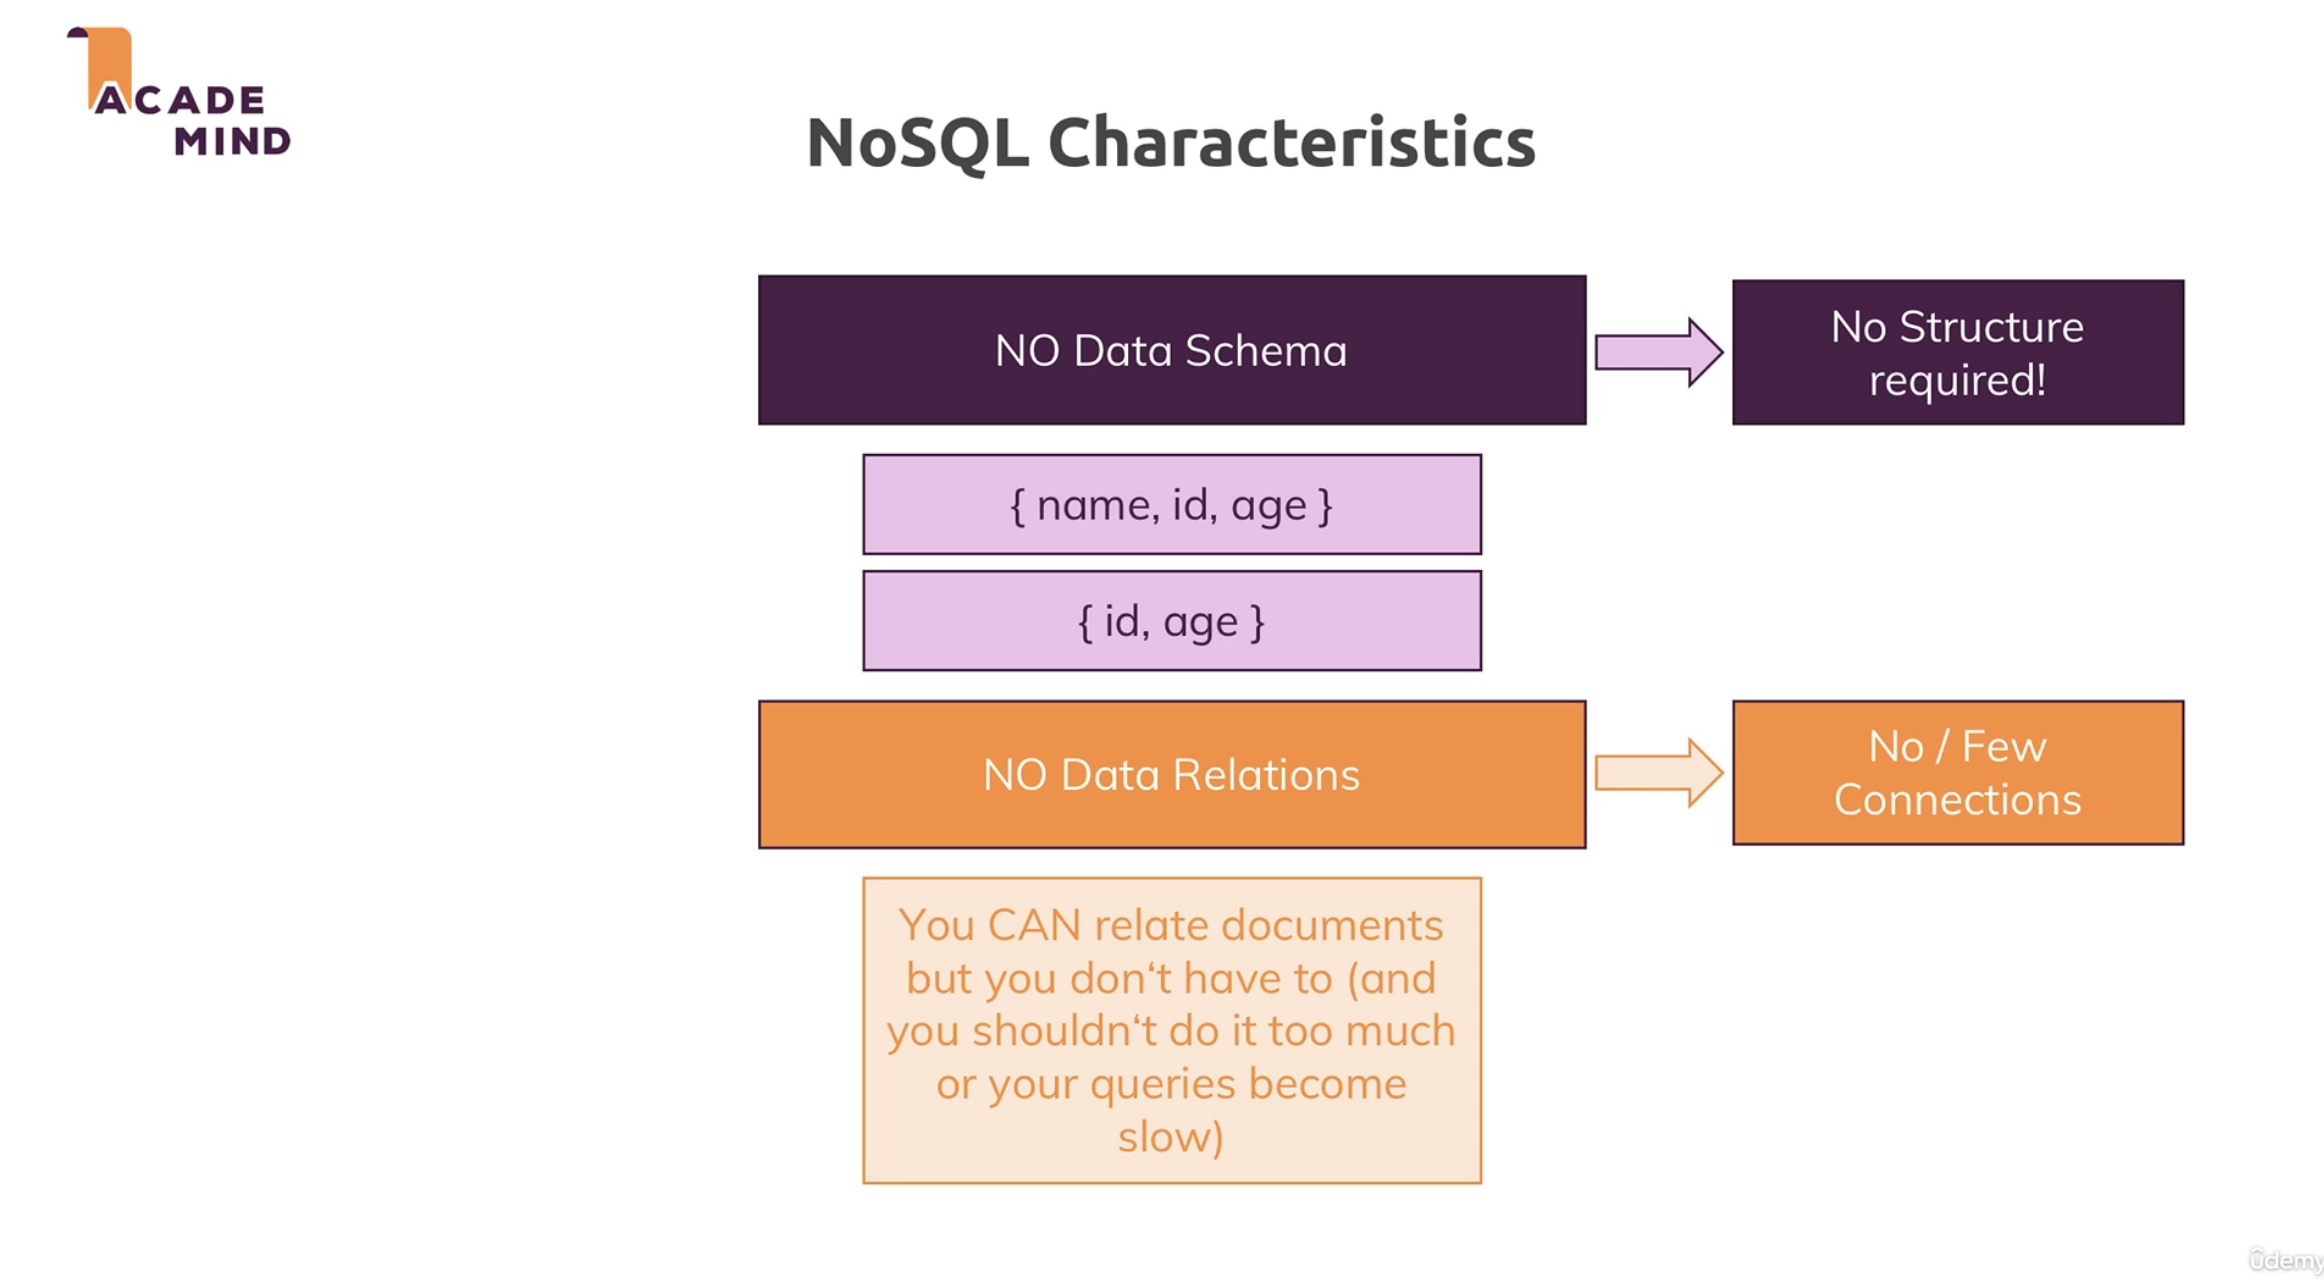 ACADE
MIND
NoSQL Characteristics
NO Data Schema
No Structure
required!
{ name, id, age }
{ id, age }
NO Data Relations
No / Few
Connections
You CAN relate documents
but you don‘t have to (and
you shouldn‘t do it too much
or your queries become
slow)
ûdemy